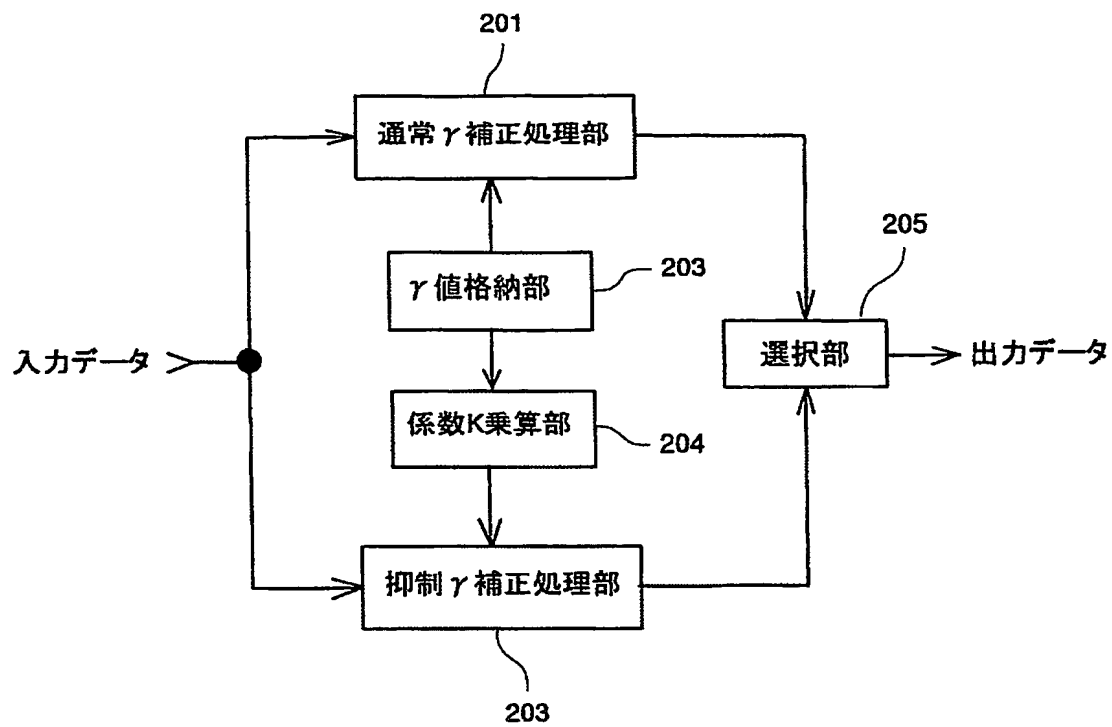 201
通常γ補正処理部
205
γ値格納部
203
入力データ
選択部
出力データ
係数K乗算部
204
抑制γ補正処理部
203